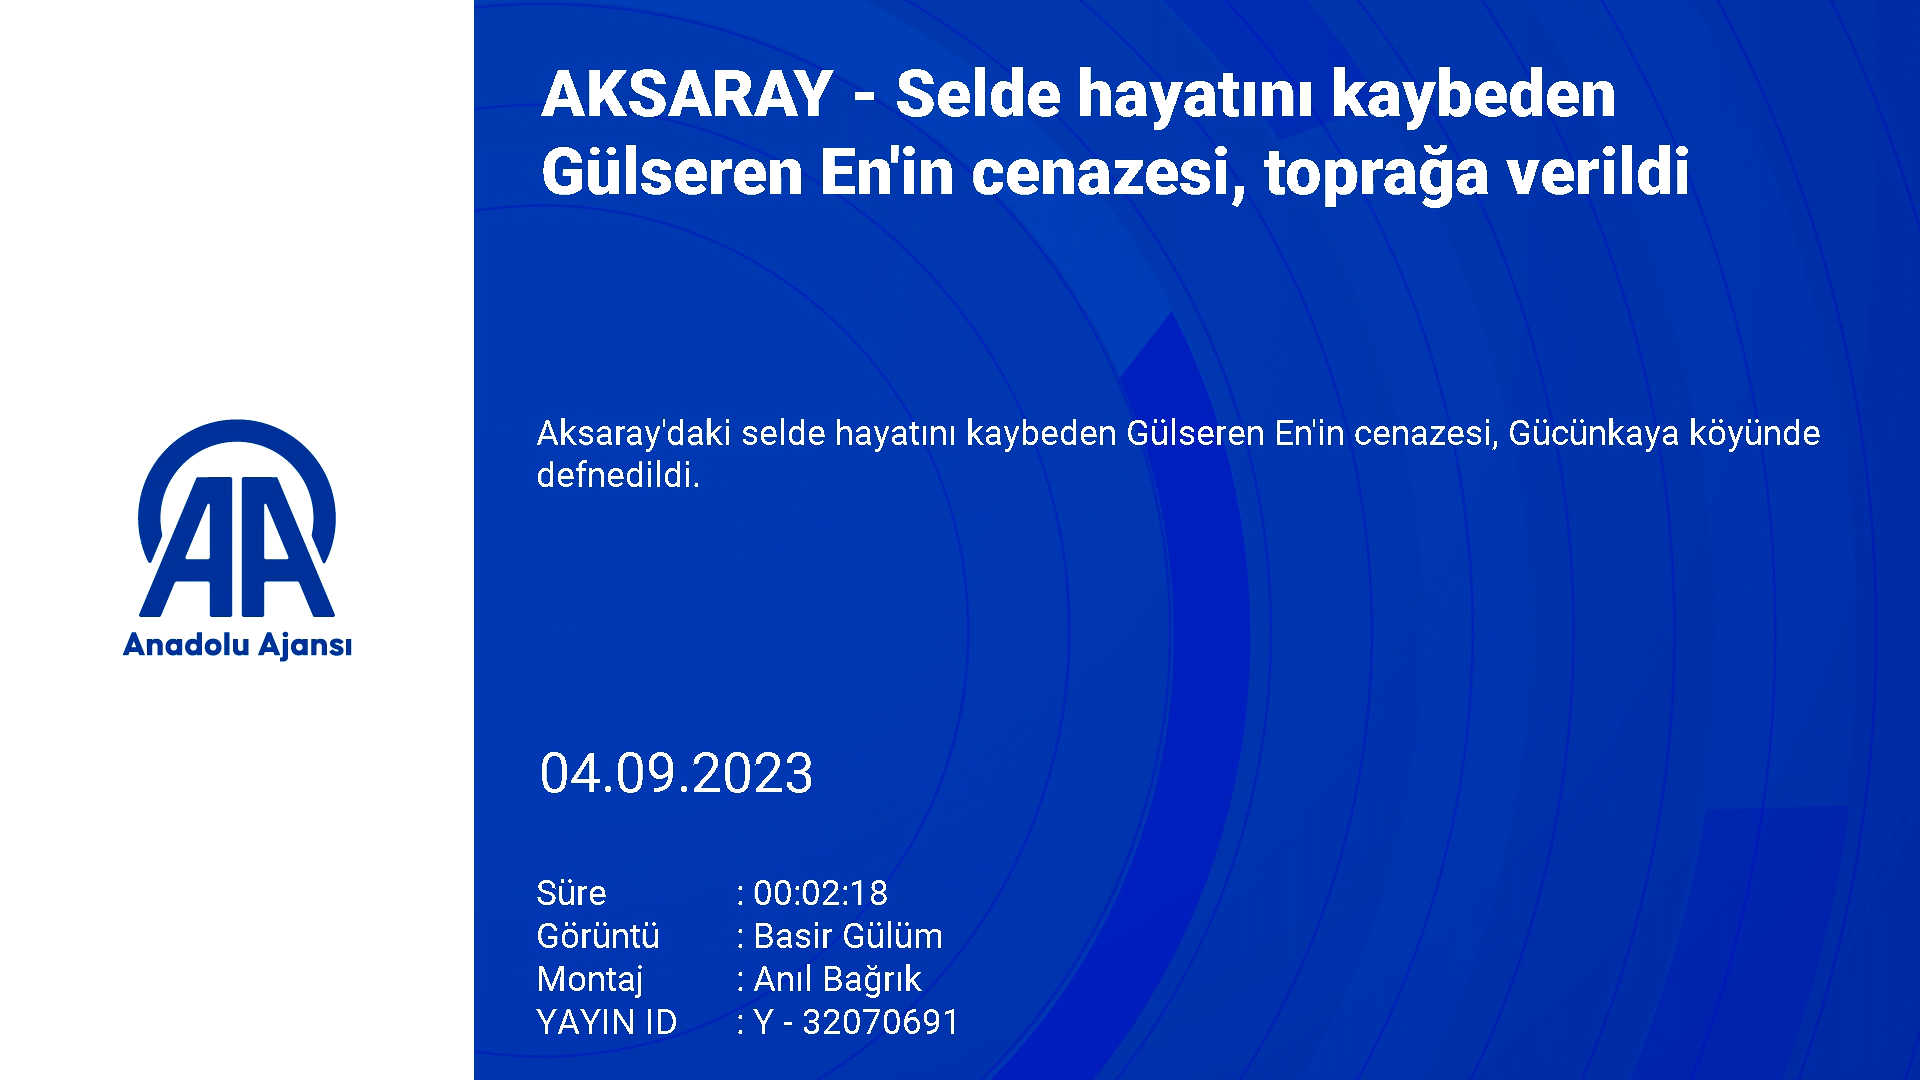 AKSARAY - Selde hayatını kaybeden
Gülseren En'in cenazesi, toprağa verildi
Aksaray'daki selde hayatını kaybeden Gülseren En'in cenazesi, Gücünkaya köyünde
defnedildi.
AA
Anadolu Ajansı
04.09.2023
Süre : 00:02:18
Görüntü : Basir Gülüm
Montaj : Anıl Bağrık
YAYIN ID : Y - 32070691